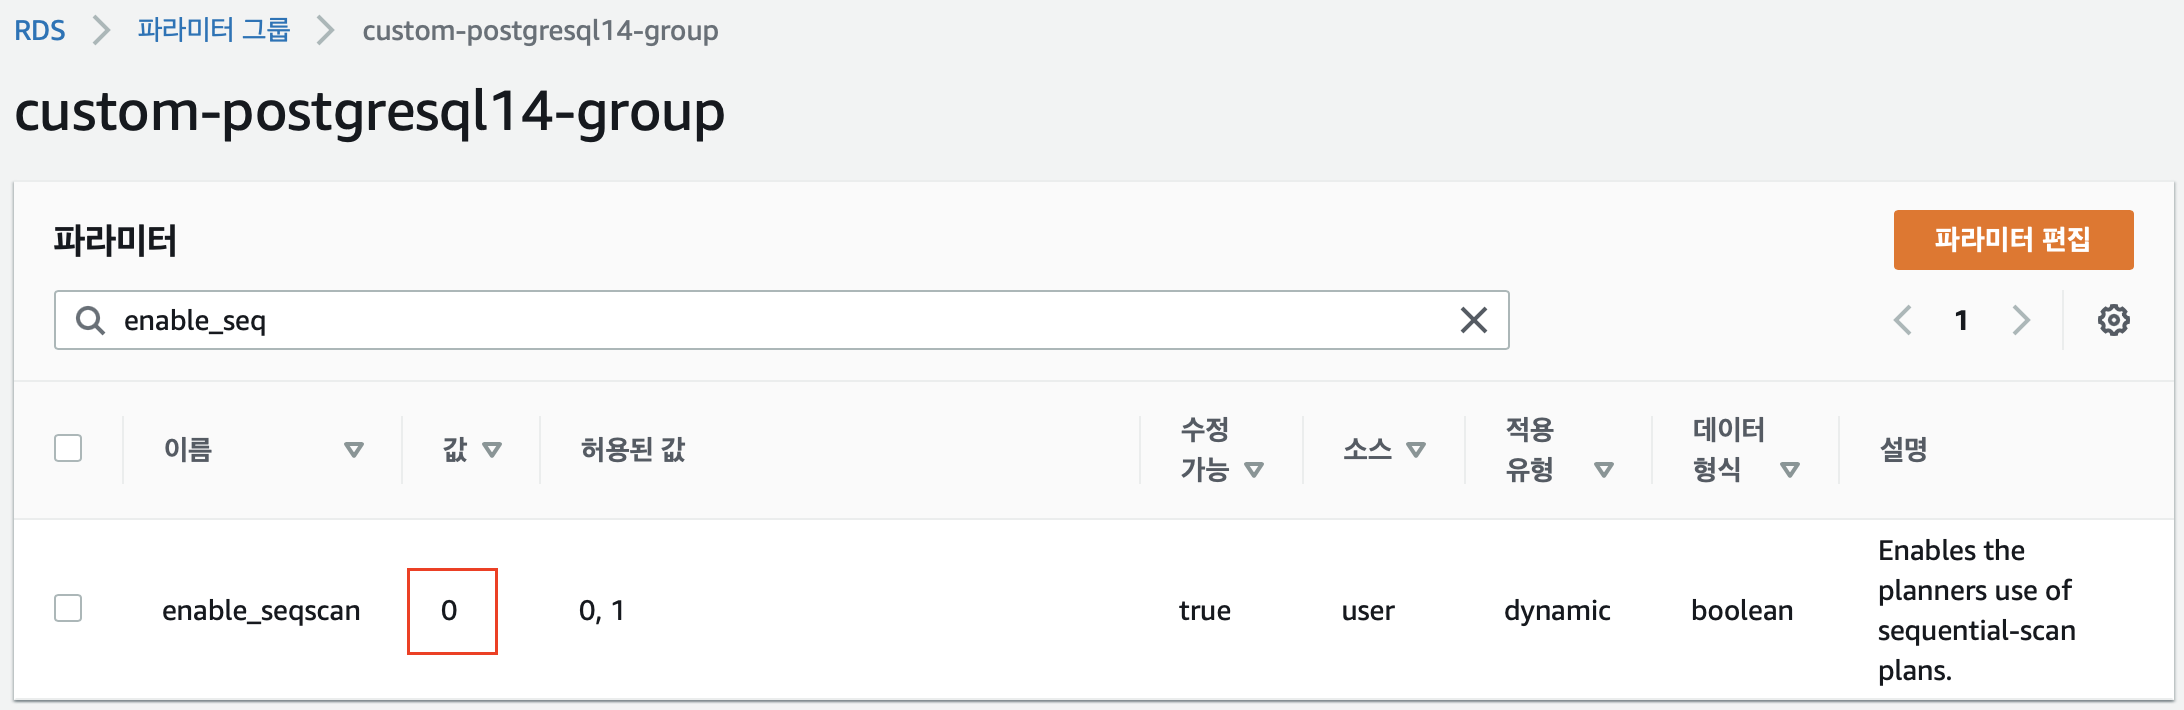 RDS 파라미터 그룹 custom-postgresql14-group
custom-postgresql14-group
파라미터
파라미터 편집
enable_seq
1
이름 값 허용된 값 수정 가능 소스 적용 유형 데이터 형식 설명
enable_seqscan 0 0, 1 true user dynamic boolean
Enables the
planners use of
sequential-scan
plans.